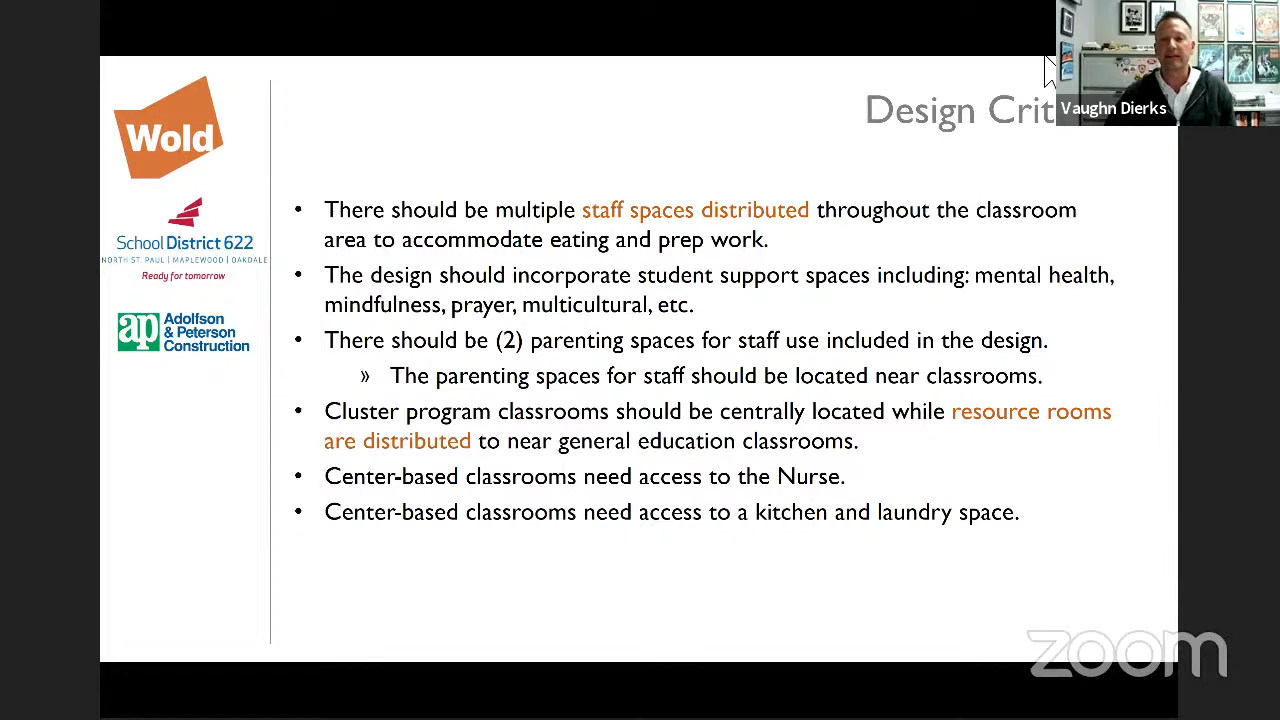 Wold
School District 622
NORTH ST. PAUL | MAPLEWOOD | OAKDALE
Ready for tomorrow
ap
Adolfson
& Peterson
Construction
Design Crit
Vaughn Dierks
• There should be multiple staff spaces distributed throughout the classroom
area to accommodate eating and prep work.
• The design should incorporate student support spaces including: mental health,
mindfulness, prayer, multicultural, etc.
• There should be (2) parenting spaces for staff use included in the design.
» The parenting spaces for staff should be located near classrooms.
• Cluster program classrooms should be centrally located while resource rooms
are distributed to near general education classrooms.
• Center-based classrooms need access to the Nurse.
• Center-based classrooms need access to a kitchen and laundry space.
zoom